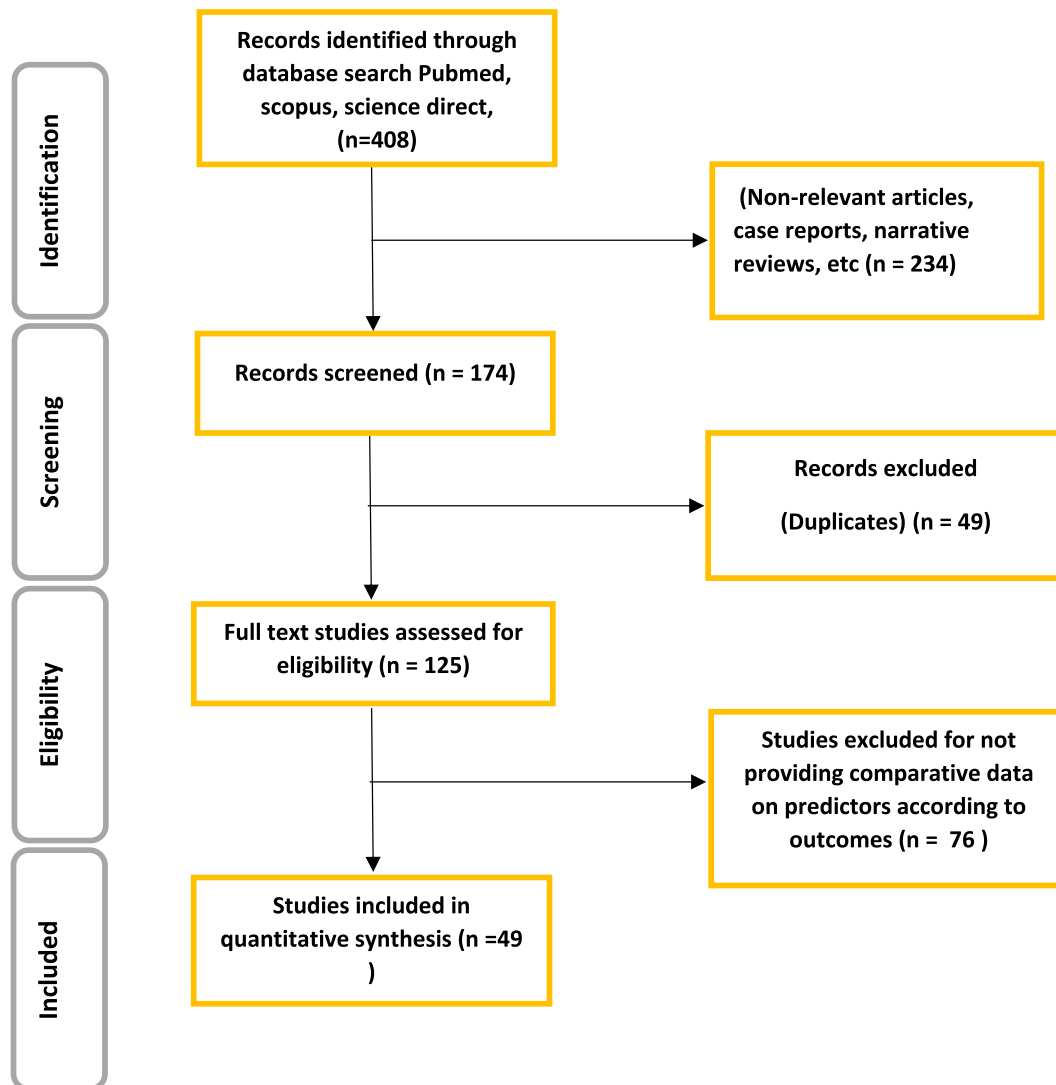 Identification
Records identified through
database search Pubmed,
scopus, science direct,
(n=408)
(Non-relevant articles,
case reports, narrative
reviews, etc (n = 234)
Screening
Records screened (n = 174)
Records excluded
(Duplicates) (n = 49)
Eligibility
Full text studies assessed for
eligibility (n = 125)
Studies excluded for not
providing comparative data
on predictors according to
outcomes (n =  76 )
Included
Studies included in
quantitative synthesis (n =49
)